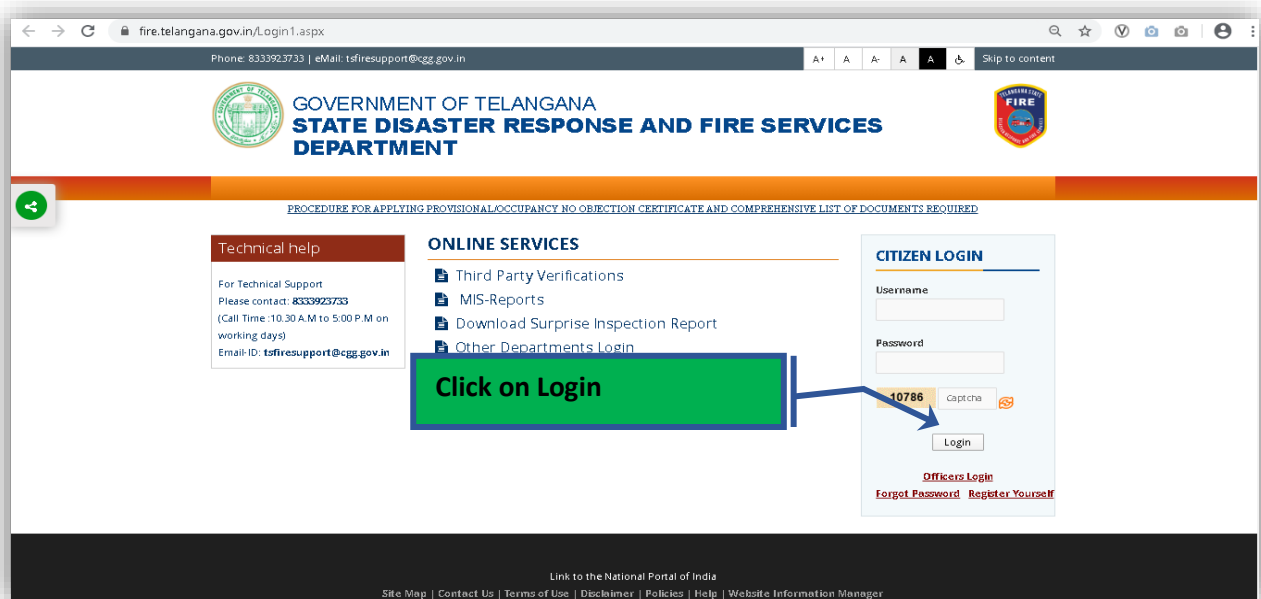 fire.telangana.gov.in/Login1.aspx
Phone: 8333923733 | eMail: tsfiresupport@cgg.gov.in
A+ A A- A A Skip to content
GOVERNMENT OF TELANGANA
STATE DISASTER RESPONSE AND FIRE SERVICES
DEPARTMENT
FIRE
PROCEDURE FOR APPLYING PROVISIONAL/OCCUPANCY NO OBJECTION CERTIFICATE AND COMPREHENSIVE LIST OF DOCUMENTS REQUIRED
Technical help
For Technical Support
Please contact: 8333923733
(Call Time :10.30 A.M to 5:00 P.M on
working days)
Email-ID: tsfiresupport@cgg.gov.in
ONLINE SERVICES
Third Party Verifications
MIS-Reports
Download Surprise Inspection Report
Other Departments Login
Click on Login
CITIZEN LOGIN
Username
Password
10786 Captcha
Login
Officers Login
Forgot Password Register Yourself
Link to the National Portal of India
Site Map | Contact Us | Terms of Use | Disclaimer | Policies | Help | Website Information Manager